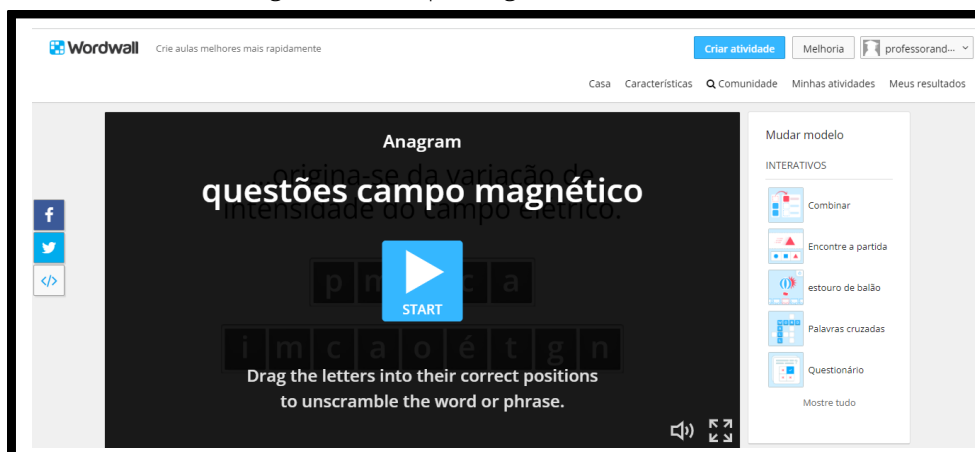 Wordwall Crie aulas melhores mais rapidamente
Criar atividade Melhoria professorand...
Casa Características Comunidade Minhas atividades Meus resultados
Anagram
...origina-se da variação de
questões campo magnético
intensidade do campo elétrico.
p m c a
START
i m c a o é t g n
Drag the letters into their correct positions
to unscramble the word or phrase.
Mudar modelo
INTERATIVOS
Combinar
Encontre a partida
estouro de balão
Palavras cruzadas
Questionário
Mostre tudo
f
</>